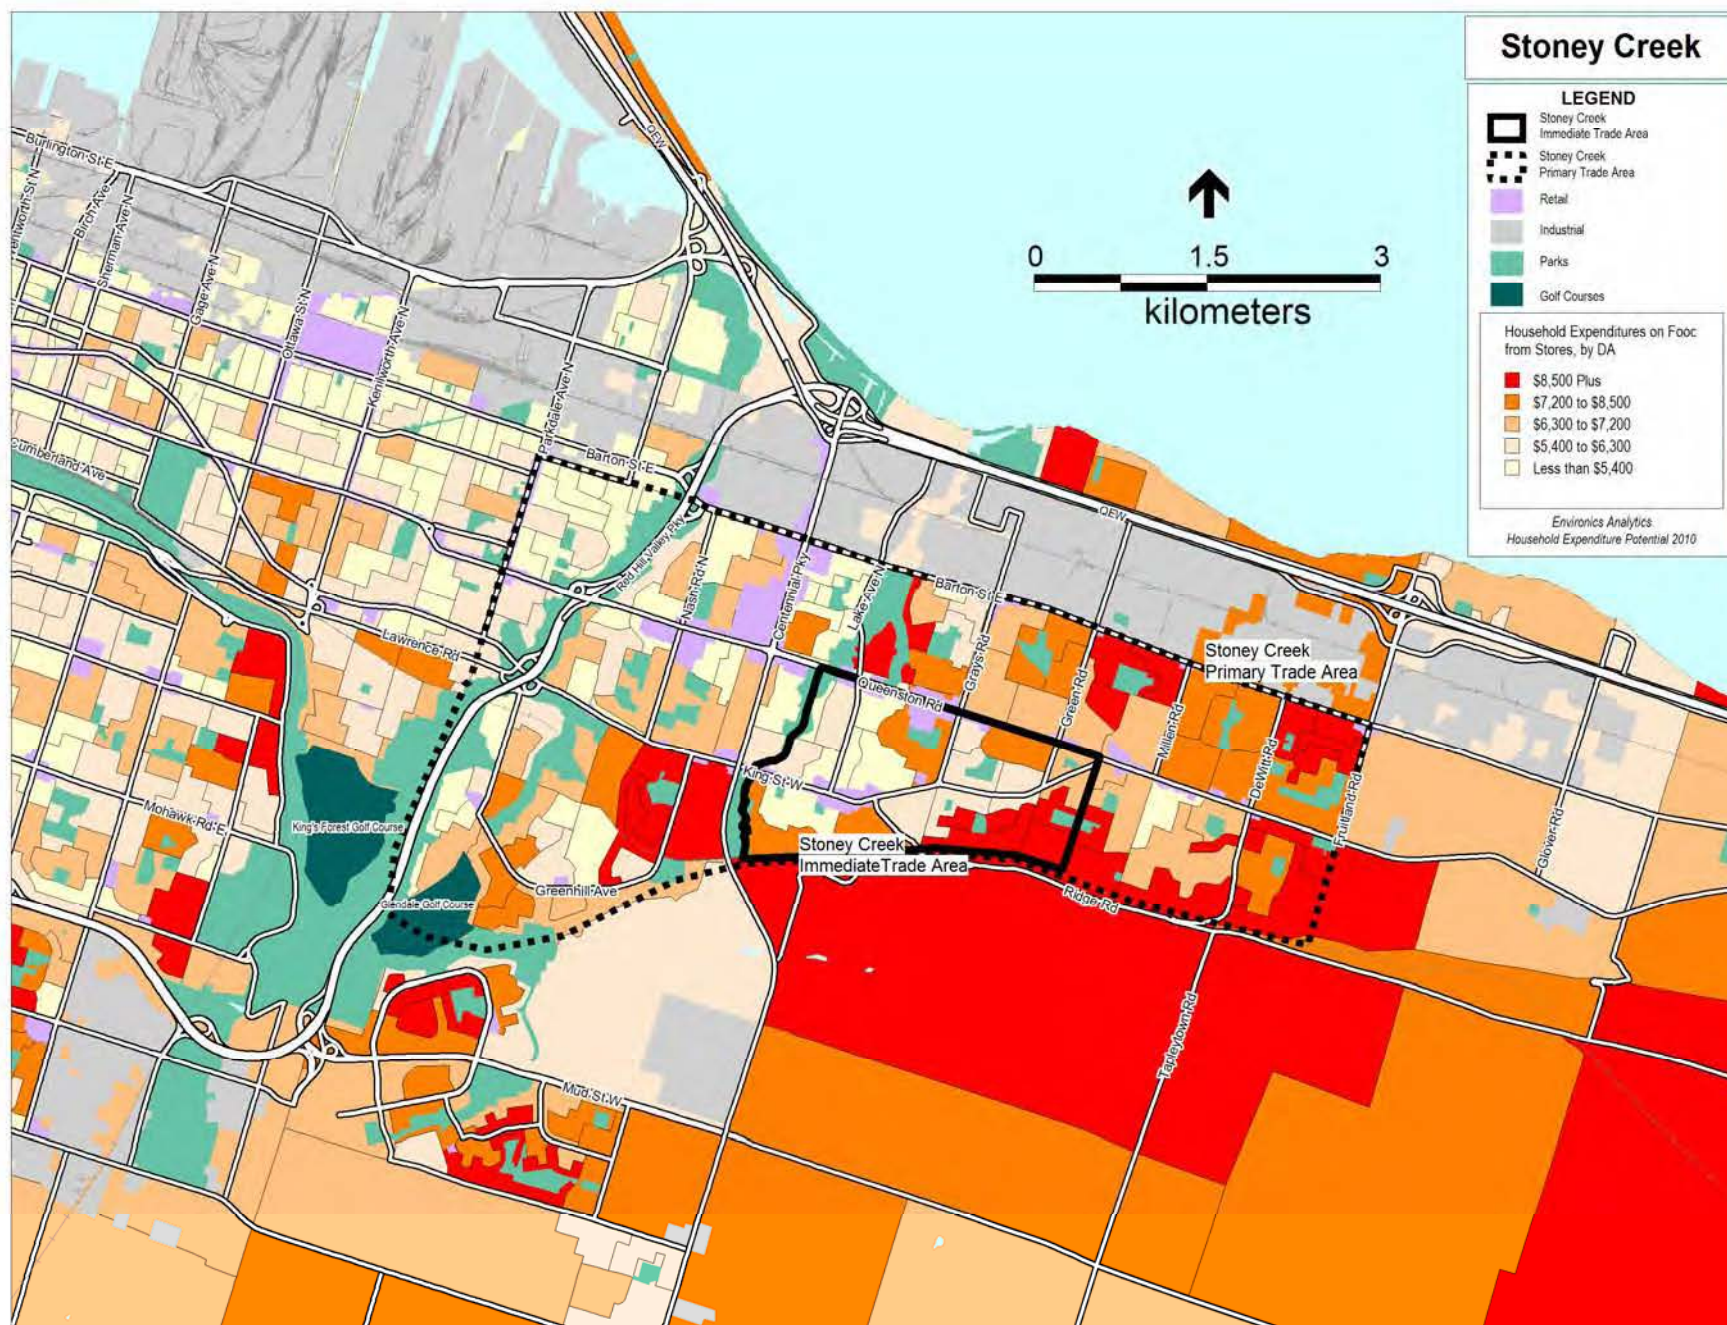 Stoney Creek
LEGEND
Stoney Creek
Immediate Trade Area
Stoney Creek
Primary Trade Area
Retail
Industrial
Parks
Golf Courses
Household Expenditures on Fooc
from Stores, by DA
$8,500 Plus
$7,200 to $8,500
$6,300 to $7,200
$5,400 to $6,300
Less than $5,400
Environics Analytics
Household Expenditure Potential 2010
0 1.5 3
kilometers
QEW
Burlington St E
Wentworth St N
Birch Ave
Sherman Ave N
Gage Ave N
Ottawa St N
Kenilworth Ave N
Parkdale Ave N
Barton St E
Cumberland Ave
Red Hill Valley Pky
Nash Rd N
Centennial Pky
Lake Ave N
QEW
Barton St E
Lawrence Rd
Grays Rd
Green Rd
Millen Rd
Stoney Creek
Primary Trade Area
Queenston Rd
DeWitt Rd
Fruitland Rd
Glover Rd
King St W
Mohawk Rd E
King's Forest Golf Course
Stoney Creek
ImmediateTrade Area
Greenhill Ave
Glendale Golf Course
Ridge Rd
Tapleytown Rd
Mud St W